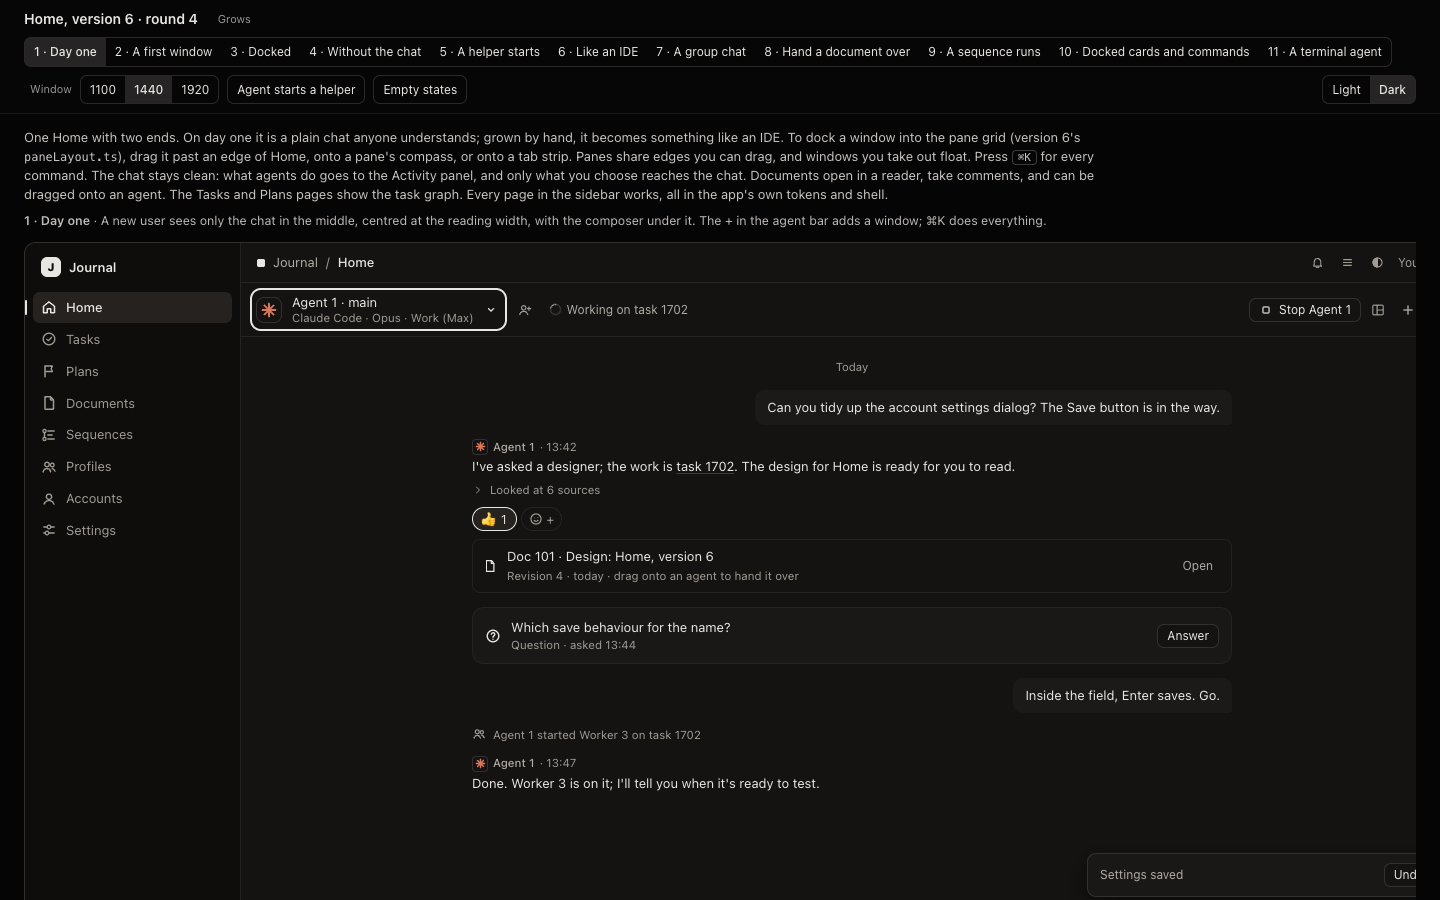 Home, version 6 · round 4 Grows
1 · Day one 2 · A first window 3 · Docked 4 · Without the chat 5 · A helper starts 6 · Like an IDE 7 · A group chat 8 · Hand a document over 9 · A sequence runs 10 · Docked cards and commands 11 · A terminal agent
Window 1100 1440 1920 Agent starts a helper Empty states Light Dark
One Home with two ends. On day one it is a plain chat anyone understands; grown by hand, it becomes something like an IDE. To dock a window into the pane grid (version 6's
paneLayout.ts), drag it past an edge of Home, onto a pane's compass, or onto a tab strip. Panes share edges you can drag, and windows you take out float. Press ⌘K for every
command. The chat stays clean: what agents do goes to the Activity panel, and only what you choose reaches the chat. Documents open in a reader, take comments, and can be
dragged onto an agent. The Tasks and Plans pages show the task graph. Every page in the sidebar works, all in the app's own tokens and shell.
1 · Day one · A new user sees only the chat in the middle, centred at the reading width, with the composer under it. The + in the agent bar adds a window; ⌘K does everything.
J Journal
Home
Tasks
Plans
Documents
Sequences
Profiles
Accounts
Settings
Journal / Home
You
Agent 1 · main
Claude Code · Opus · Work (Max)
Working on task 1702
Stop Agent 1
Today
Can you tidy up the account settings dialog? The Save button is in the way.
Agent 1 · 13:42
I've asked a designer; the work is task 1702. The design for Home is ready for you to read.
Looked at 6 sources
👍 1 +
Doc 101 · Design: Home, version 6
Revision 4 · today · drag onto an agent to hand it over
Open
Which save behaviour for the name?
Question · asked 13:44
Answer
Inside the field, Enter saves. Go.
Agent 1 started Worker 3 on task 1702
Agent 1 · 13:47
Done. Worker 3 is on it; I'll tell you when it's ready to test.
Settings saved
Und